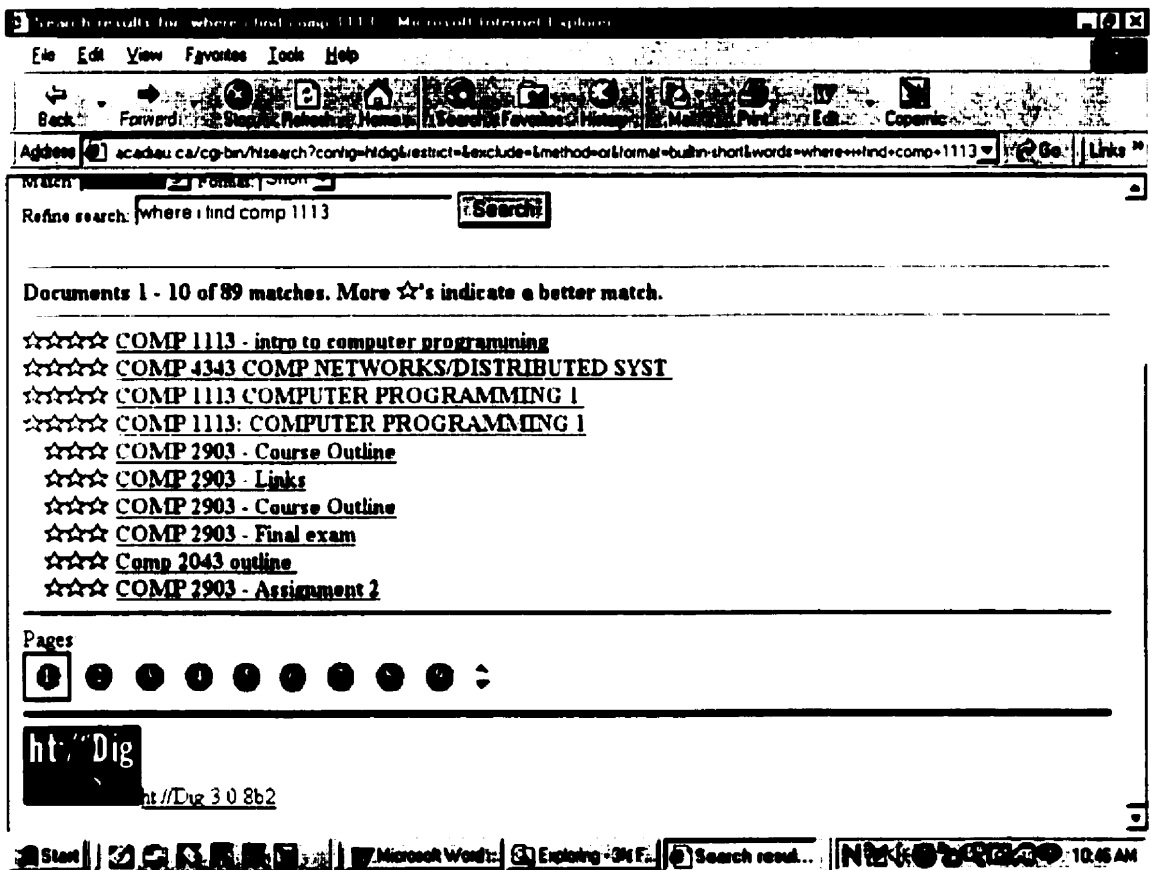 Search results for 'where i find comp 1113' - Microsoft Internet Explorer
File Edit View Favorites Tools Help
Back Forward Stop Refresh Home Search Favorites History Mail Print Edit Copernic
Address acadiau.ca/cgi-bin/htsearch?config=htdig&restrict=&exclude=&method=or&format=builtin-short&words=where+i+find+comp+1113 Go Links »
Match: Format: Short
Refine search: where i find comp 1113 Search
Documents 1 - 10 of 89 matches. More ☆'s indicate a better match.
☆☆☆☆ COMP 1113 - intro to computer programming
☆☆☆☆ COMP 4343 COMP NETWORKS/DISTRIBUTED SYST
☆☆☆☆ COMP 1113 COMPUTER PROGRAMMING 1
☆☆☆☆ COMP 1113: COMPUTER PROGRAMMING 1
☆☆☆ COMP 2903 - Course Outline
☆☆☆ COMP 2903 - Links
☆☆☆ COMP 2903 - Course Outline
☆☆☆ COMP 2903 - Final exam
☆☆☆ Comp 2043 outline
☆☆☆ COMP 2903 - Assignment 2
Pages
ht://Dig
ht //Dig 3 0 8b2
Start Microsoft Word Exploring Search resul... 10:46 AM